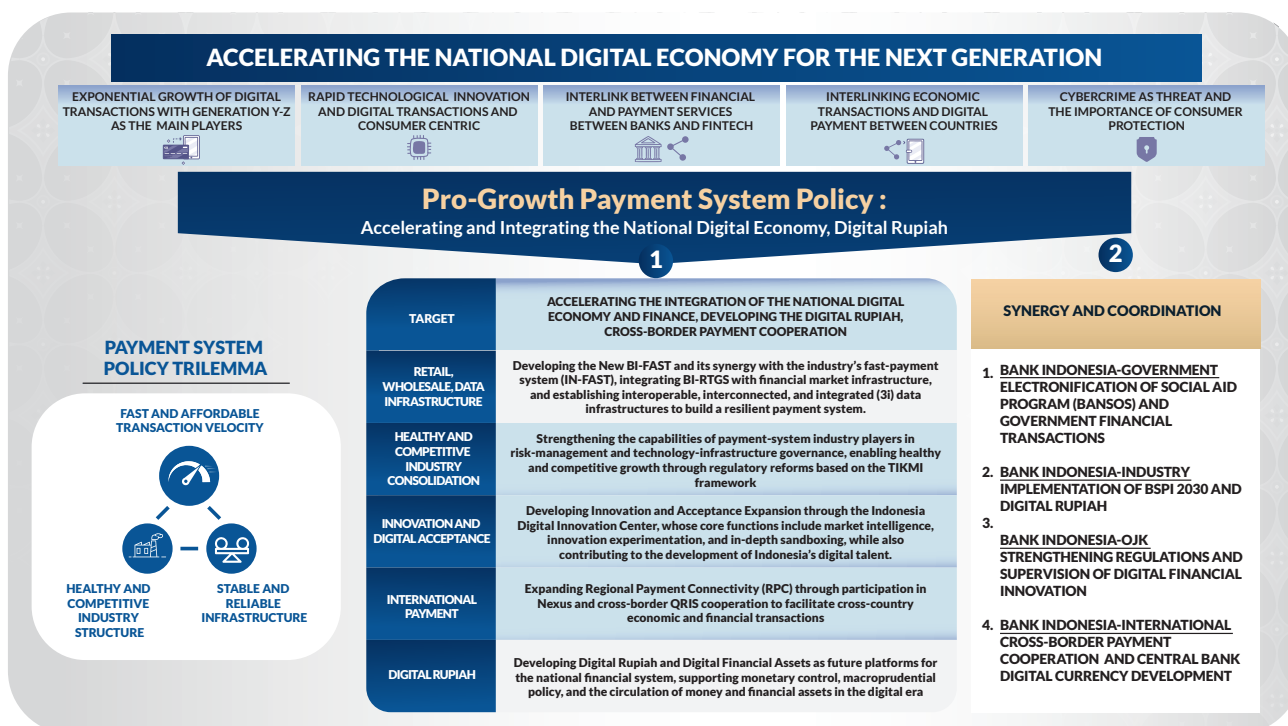 ACCELERATING THE NATIONAL DIGITAL ECONOMY FOR THE NEXT GENERATION
EXPONENTIAL GROWTH OF DIGITAL
TRANSACTIONS WITH GENERATION Y-Z
AS THE MAIN PLAYERS
RAPID TECHNOLOGICAL INNOVATION
AND DIGITAL TRANSACTIONS AND
CONSUMER CENTRIC
INTERLINK BETWEEN FINANCIAL
AND PAYMENT SERVICES
BETWEEN BANKS AND FINTECH
INTERLINKING ECONOMIC
TRANSACTIONS AND DIGITAL
PAYMENT BETWEEN COUNTRIES
CYBERCRIME AS THREAT AND
THE IMPORTANCE OF CONSUMER
PROTECTION
Pro-Growth Payment System Policy :
Accelerating and Integrating the National Digital Economy, Digital Rupiah
1
2
PAYMENT SYSTEM
POLICY TRILEMMA
FAST AND AFFORDABLE
TRANSACTION VELOCITY
HEALTHY AND
COMPETITIVE
INDUSTRY
STRUCTURE
STABLE AND
RELIABLE
INFRASTRUCTURE
TARGET
ACCELERATING THE INTEGRATION OF THE NATIONAL DIGITAL
ECONOMY AND FINANCE, DEVELOPING THE DIGITAL RUPIAH,
CROSS-BORDER PAYMENT COOPERATION
RETAIL,
WHOLESALE, DATA
INFRASTRUCTURE
Developing the New BI-FAST and its synergy with the industry's fast-payment
system (IN-FAST), integrating BI-RTGS with financial market infrastructure,
and establishing interoperable, interconnected, and integrated (3i) data
infrastructures to build a resilient payment system.
HEALTHY AND
COMPETITIVE
INDUSTRY
CONSOLIDATION
Strengthening the capabilities of payment-system industry players in
risk-management and technology-infrastructure governance, enabling healthy
and competitive growth through regulatory reforms based on the TIKMI
framework
INNOVATION AND
DIGITAL ACCEPTANCE
Developing Innovation and Acceptance Expansion through the Indonesia
Digital Innovation Center, whose core functions include market intelligence,
innovation experimentation, and in-depth sandboxing, while also
contributing to the development of Indonesia's digital talent.
INTERNATIONAL
PAYMENT
Expanding Regional Payment Connectivity (RPC) through participation in
Nexus and cross-border QRIS cooperation to facilitate cross-country
economic and financial transactions
DIGITAL RUPIAH
Developing Digital Rupiah and Digital Financial Assets as future platforms for
the national financial system, supporting monetary control, macroprudential
policy, and the circulation of money and financial assets in the digital era
SYNERGY AND COORDINATION
1. BANK INDONESIA-GOVERNMENT
ELECTRONIFICATION OF SOCIAL AID
PROGRAM (BANSOS) AND
GOVERNMENT FINANCIAL
TRANSACTIONS
2. BANK INDONESIA-INDUSTRY
IMPLEMENTATION OF BSPI 2030 AND
DIGITAL RUPIAH
3.
BANK INDONESIA-OJK
STRENGTHENING REGULATIONS AND
SUPERVISION OF DIGITAL FINANCIAL
INNOVATION
4. BANK INDONESIA-INTERNATIONAL
CROSS-BORDER PAYMENT
COOPERATION AND CENTRAL BANK
DIGITAL CURRENCY DEVELOPMENT